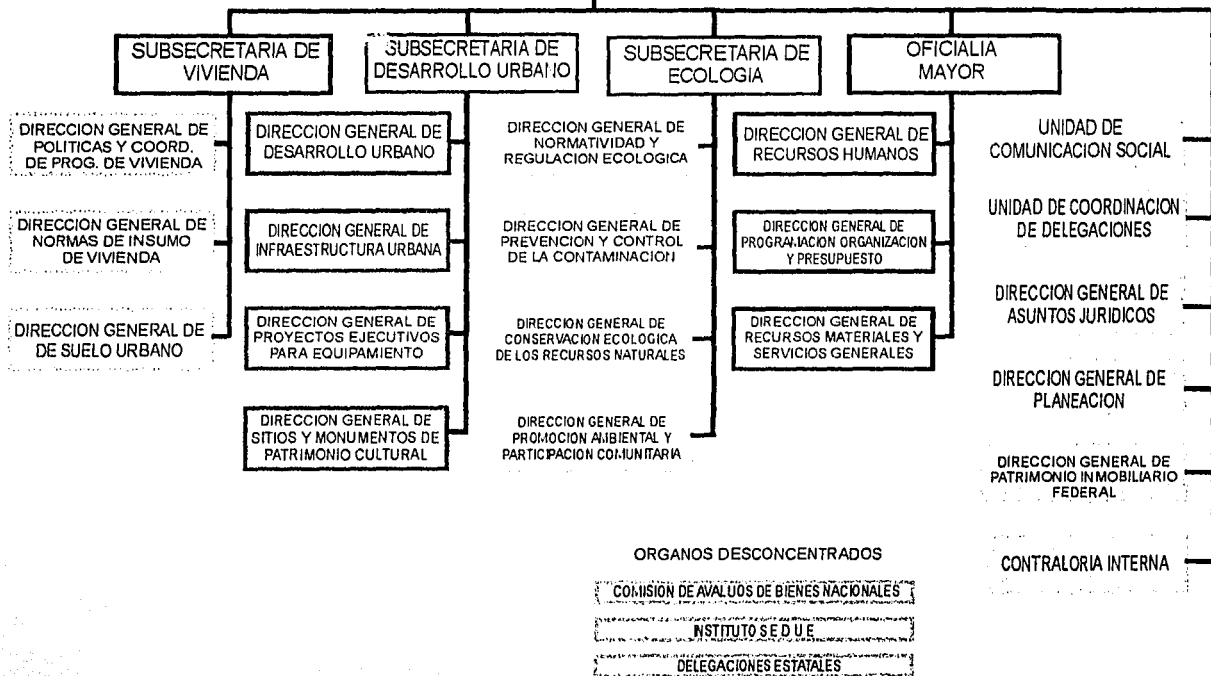 SUBSECRETARIA DE
VIVIENDA
SUBSECRETARIA DE
DESARROLLO URBANO
SUBSECRETARIA DE
ECOLOGIA
OFICIALIA
MAYOR
DIRECCION GENERAL DE
POLITICAS Y COORD.
DE PROG. DE VIVIENDA
DIRECCION GENERAL DE
NORMAS DE INSUMO
DE VIVIENDA
DIRECCION GENERAL DE
DE SUELO URBANO
DIRECCION GENERAL DE
DESARROLLO URBANO
DIRECCION GENERAL DE
INFRAESTRUCTURA URBANA
DIRECCION GENERAL DE
PROYECTOS EJECUTIVOS
PARA EQUIPAMIENTO
DIRECCION GENERAL DE
SITIOS Y MONUMENTOS DE
PATRIMONIO CULTURAL
DIRECCION GENERAL DE
NORMATIVIDAD Y
REGULACION ECOLOGICA
DIRECCION GENERAL DE
PREVENCION Y CONTROL
DE LA CONTAMINACION
DIRECCION GENERAL DE
CONSERVACION ECOLOGICA
DE LOS RECURSOS NATURALES
DIRECCION GENERAL DE
PROMOCION AMBIENTAL Y
PARTICIPACION COMUNITARIA
DIRECCION GENERAL DE
RECURSOS HUMANOS
DIRECCION GENERAL DE
PROGRAMACION ORGANIZACION
Y PRESUPUESTO
DIRECCION GENERAL DE
RECURSOS MATERIALES Y
SERVICIOS GENERALES
UNIDAD DE
COMUNICACION SOCIAL
UNIDAD DE COORDINACION
DE DELEGACIONES
DIRECCION GENERAL DE
ASUNTOS JURIDICOS
DIRECCION GENERAL DE
PLANEACION
DIRECCION GENERAL DE
PATRIMONIO INMOBILIARIO
FEDERAL
CONTRALORIA INTERNA
ORGANOS DESCONCENTRADOS
COMISION DE AVALUOS DE BIENES NACIONALES
INSTITUTO S E D U E
DELEGACIONES ESTATALES